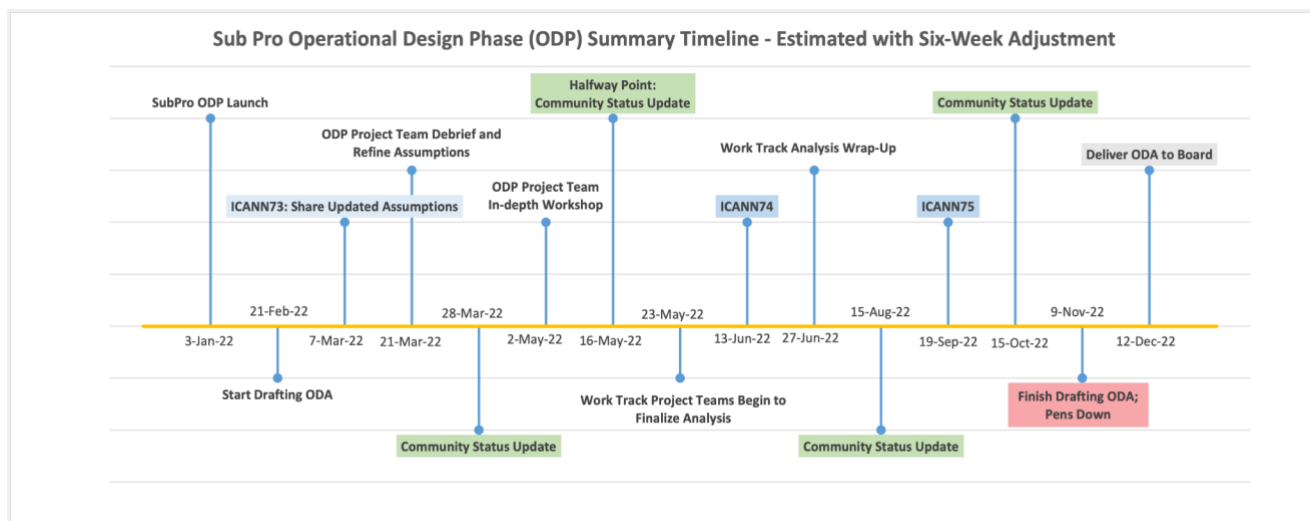 Sub Pro Operational Design Phase (ODP) Summary Timeline - Estimated with Six-Week Adjustment
Halfway Point:
Community Status Update
SubPro ODP Launch
Community Status Update
ODP Project Team Debrief and
Refine Assumptions
Work Track Analysis Wrap-Up
Deliver ODA to Board
ODP Project Team
In-depth Workshop
ICANN73: Share Updated Assumptions
ICANN74
ICANN75
21-Feb-22
28-Mar-22
23-May-22
15-Aug-22
9-Nov-22
3-Jan-22
7-Mar-22
21-Mar-22
2-May-22
16-May-22
13-Jun-22
27-Jun-22
19-Sep-22
15-Oct-22
12-Dec-22
Start Drafting ODA
Work Track Project Teams Begin to
Finalize Analysis
Finish Drafting ODA;
Pens Down
Community Status Update
Community Status Update